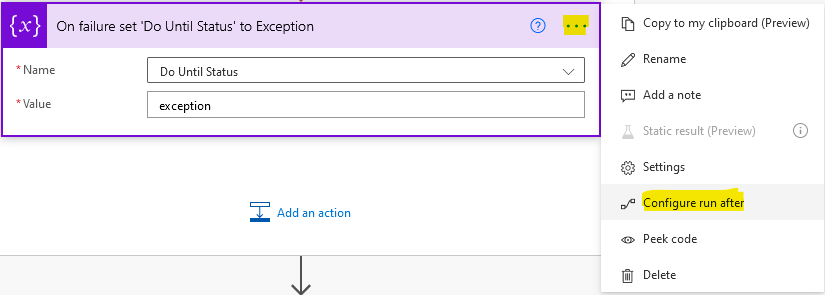 {x} On failure set 'Do Until Status' to Exception ? ...
* Name Do Until Status
* Value exception
Add an action
Copy to my clipboard (Preview)
Rename
Add a note
Static result (Preview)
Settings
Configure run after
Peek code
Delete